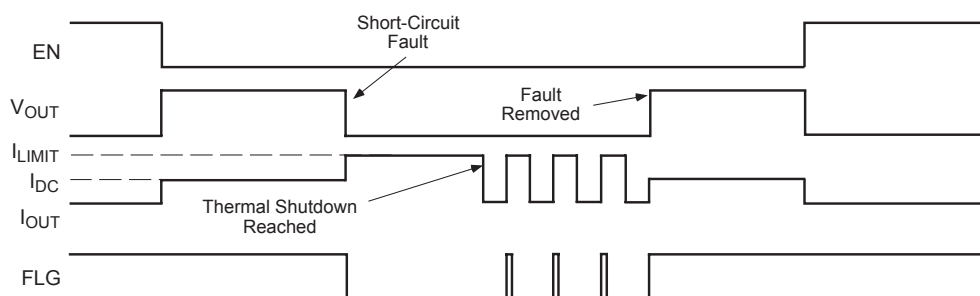 Short-Circuit
Fault
EN
Fault
Removed
VOUT
ILIMIT
IDC
Thermal Shutdown
Reached
IOUT
FLG